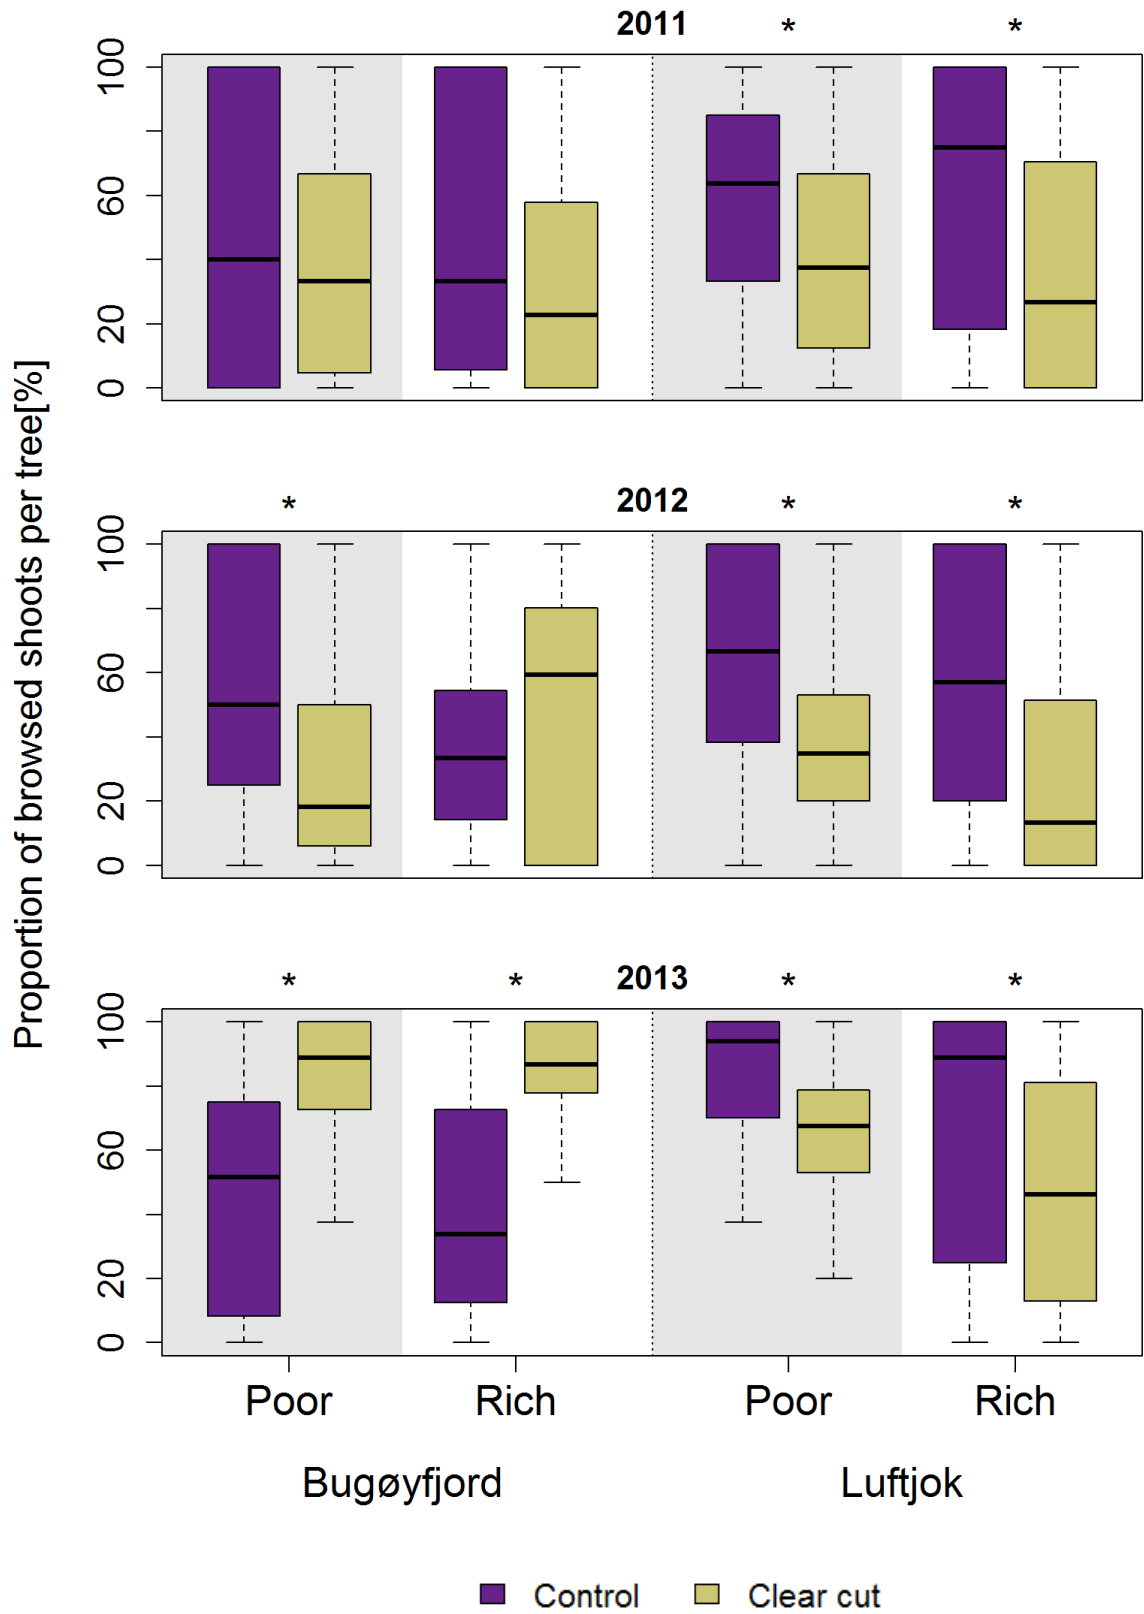 2011 * *
100
60
20
0
* 2012 * *
100
60
20
0
* * 2013 * *
100
60
20
0
Proportion of browsed shoots per tree[%]
Poor Rich Poor Rich
Bugøyfjord Luftjok
Control Clear cut